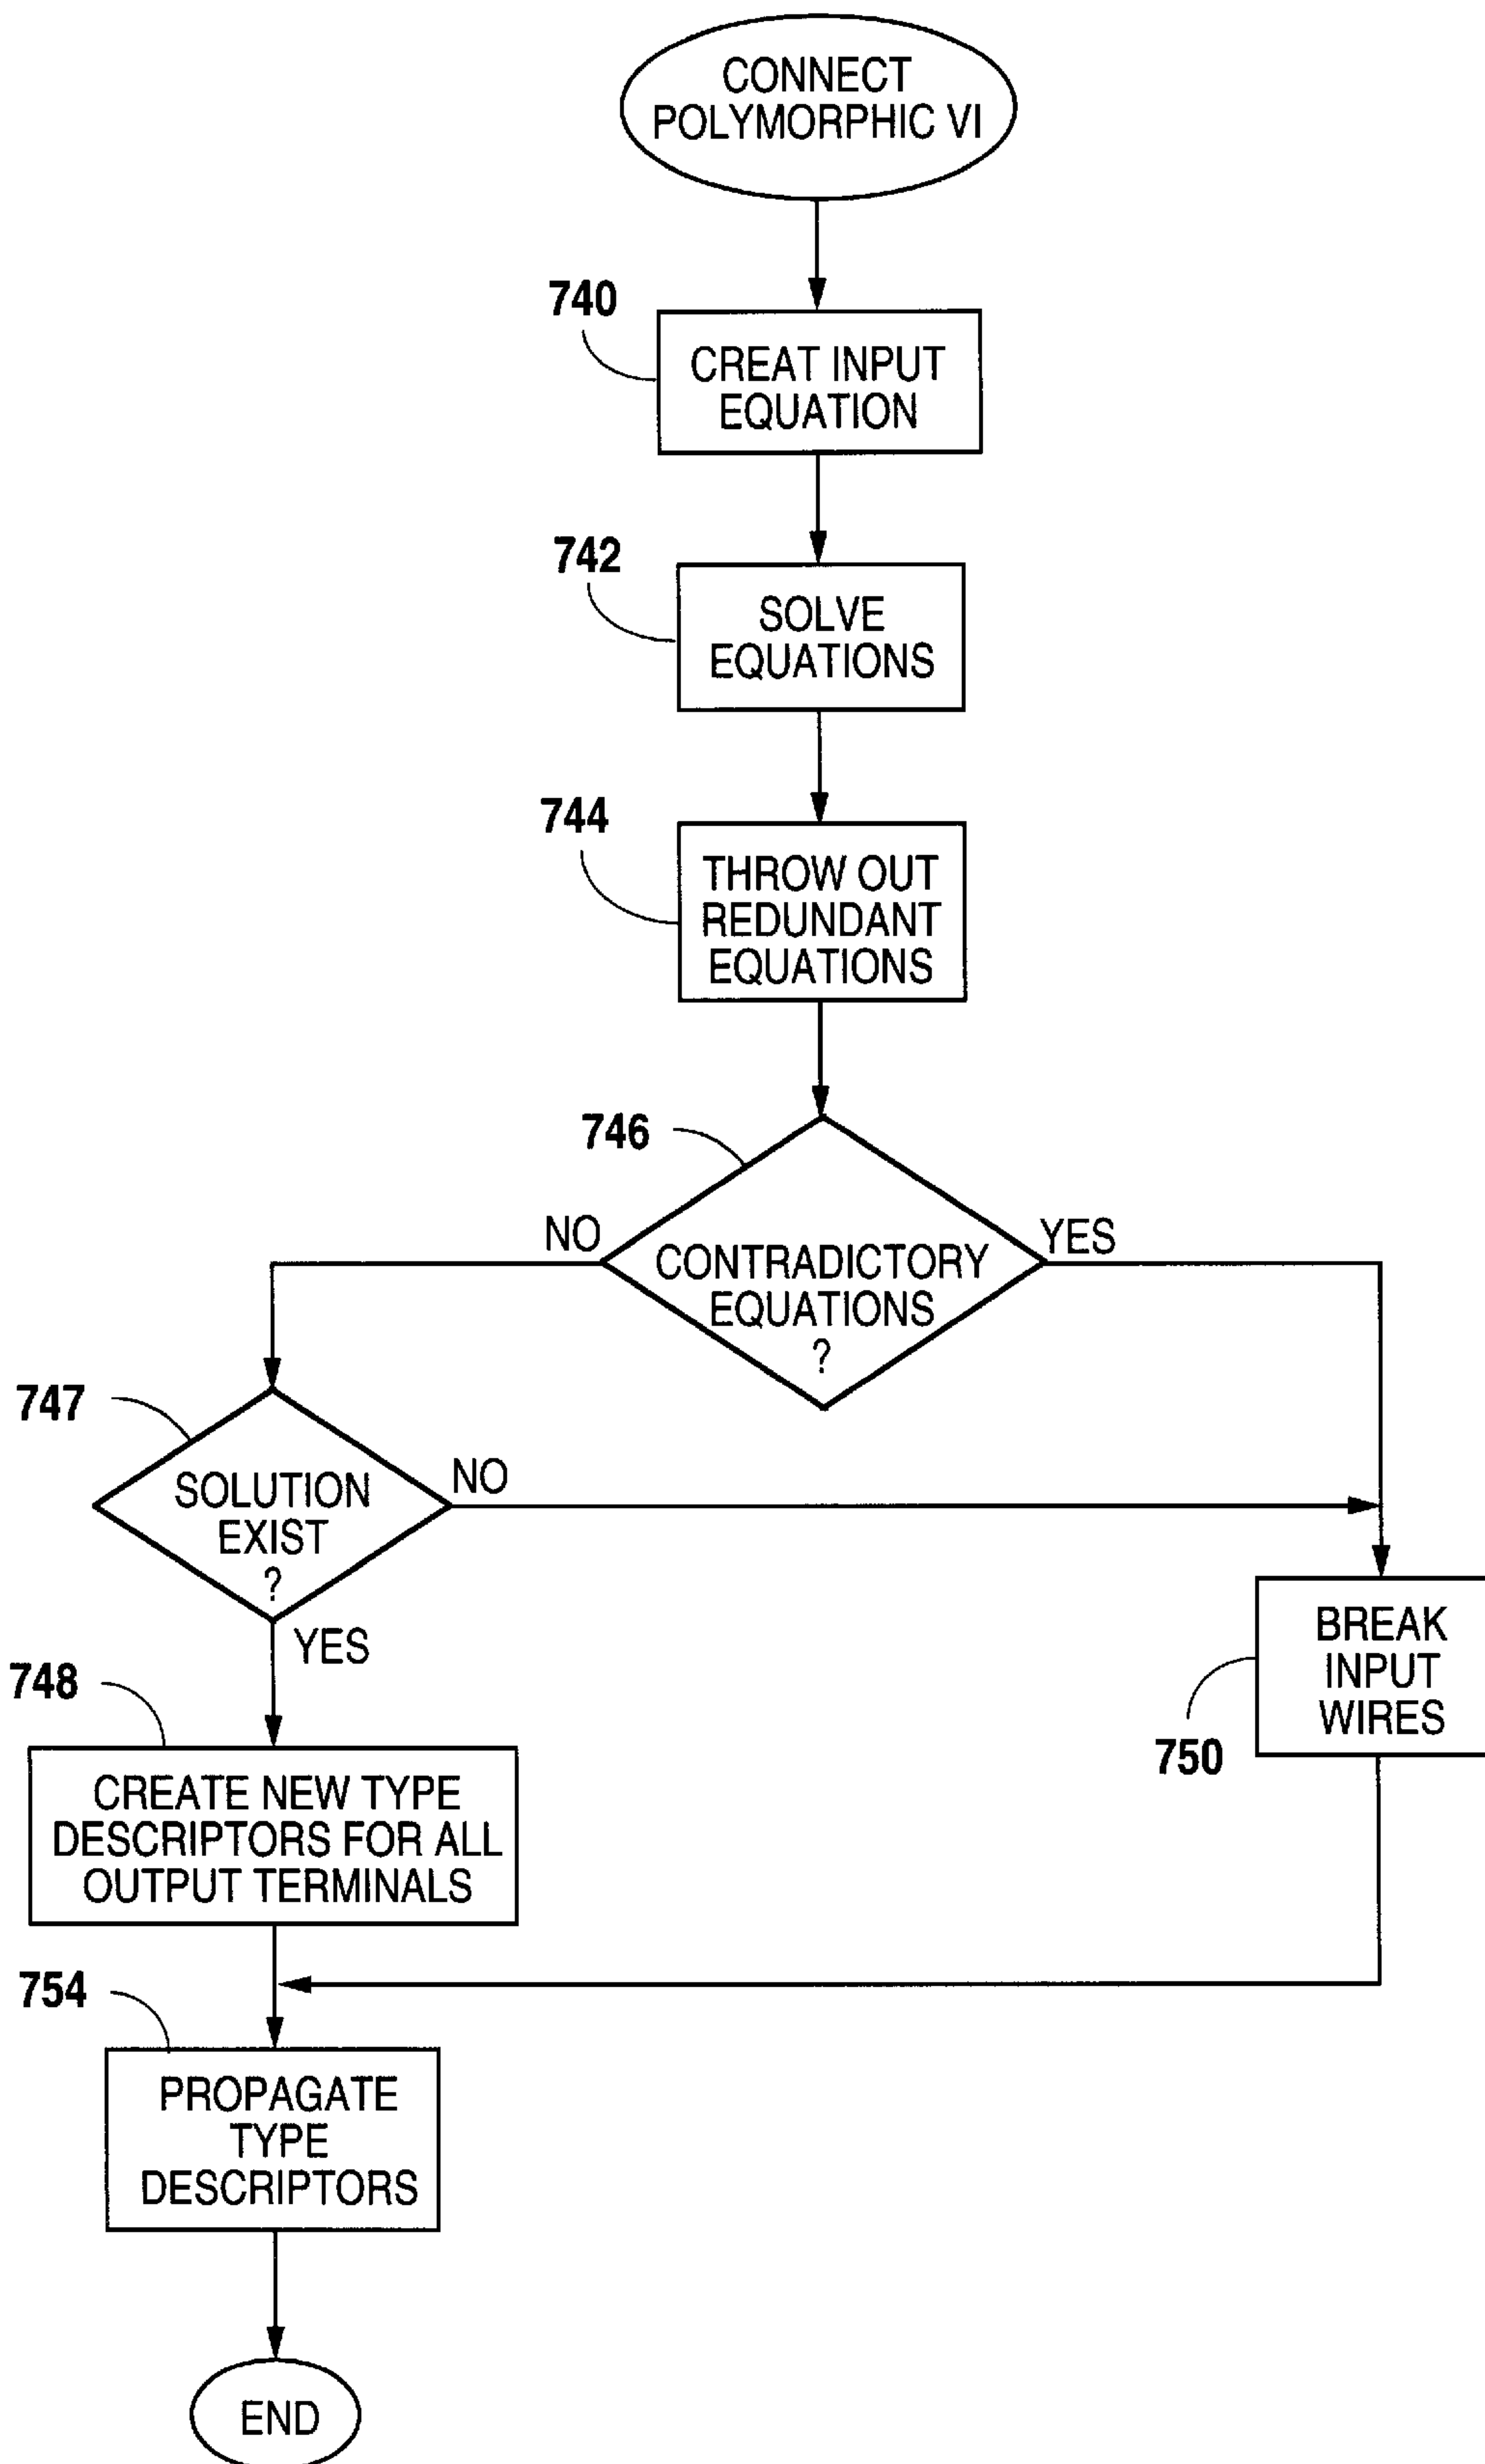 CONNECT
POLYMORPHIC VI
740
CREAT INPUT
EQUATION
742
SOLVE
EQUATIONS
744
THROW OUT
REDUNDANT
EQUATIONS
746
NO
YES
CONTRADICTORY
EQUATIONS
?
747
NO
SOLUTION
EXIST
?
YES
BREAK
INPUT
WIRES
750
748
CREATE NEW TYPE
DESCRIPTORS FOR ALL
OUTPUT TERMINALS
754
PROPAGATE
TYPE
DESCRIPTORS
END